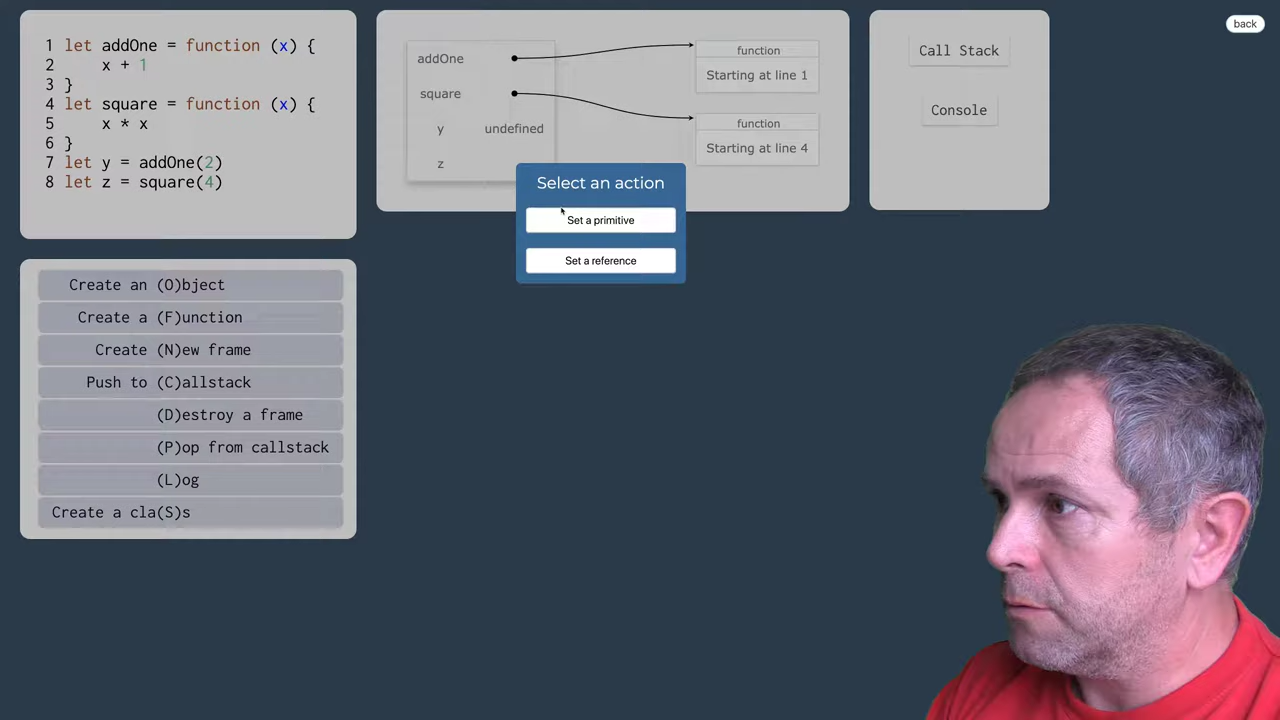 back
1 let addOne = function (x) {
2 x + 1
3 }
4 let square = function (x) {
5 x * x
6 }
7 let y = addOne(2)
8 let z = square(4)
addOne
square
y undefined
z
function
Starting at line 1
function
Starting at line 4
Call Stack
Console
Select an action
Set a primitive
Set a reference
Create an (O)bject
Create a (F)unction
Create (N)ew frame
Push to (C)allstack
(D)estroy a frame
(P)op from callstack
(L)og
Create a cla(S)s